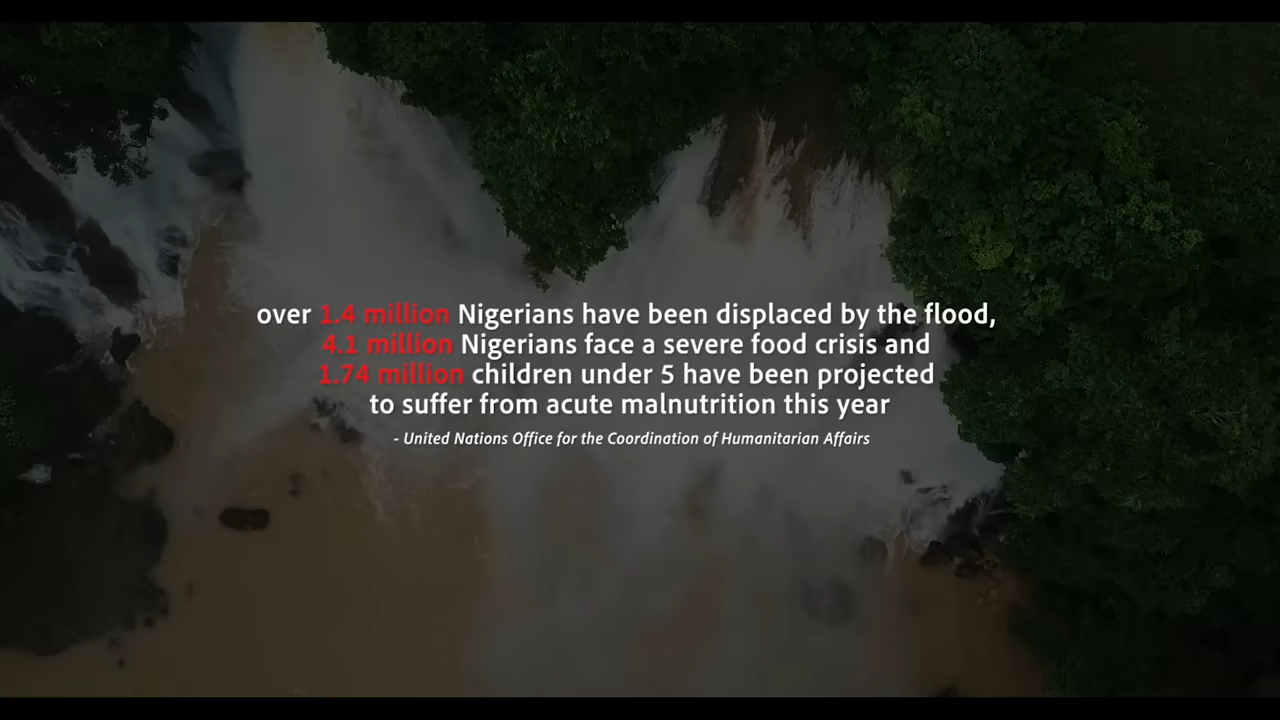 over 1.4 million Nigerians have been displaced by the flood,
4.1 million Nigerians face a severe food crisis and
1.74 million children under 5 have been projected
to suffer from acute malnutrition this year
- United Nations Office for the Coordination of Humanitarian Affairs